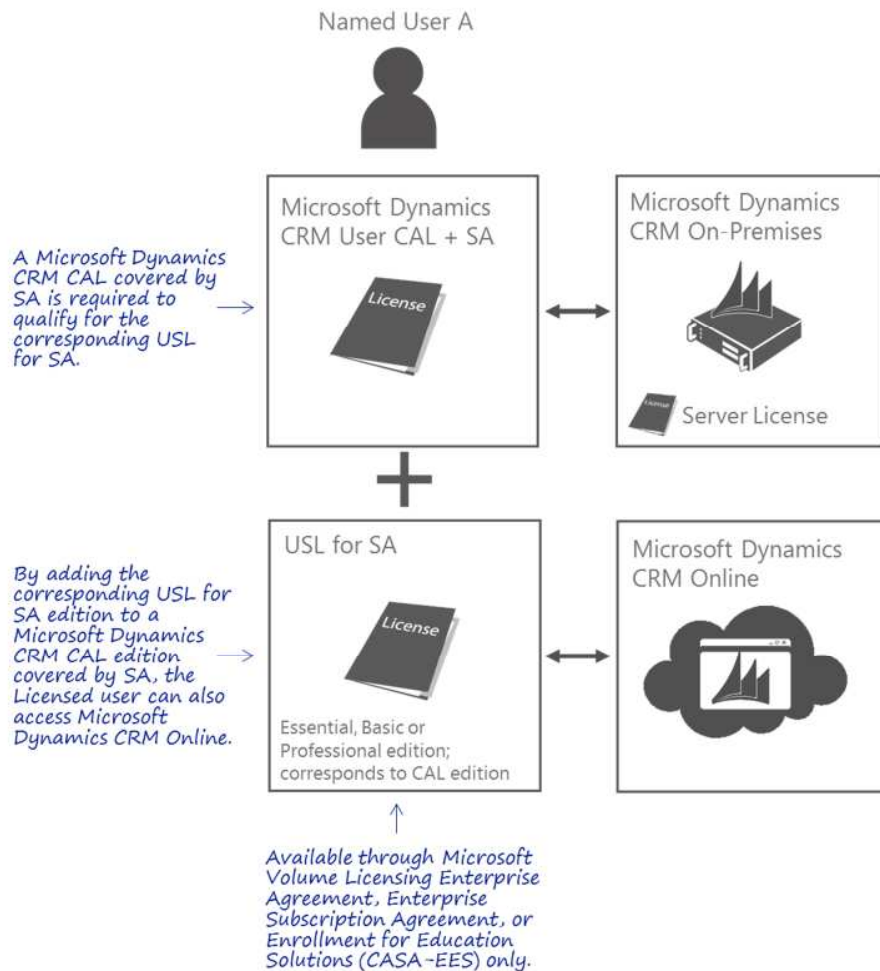 Named User A
Microsoft Dynamics
CRM User CAL + SA
License
Microsoft Dynamics
CRM On-Premises
License
Server License
A Microsoft Dynamics
CRM CAL covered by
SA is required to
qualify for the
corresponding USL
for SA.
USL for SA
License
Essential, Basic or
Professional edition;
corresponds to CAL edition
Microsoft Dynamics
CRM Online
By adding the
corresponding USL for
SA edition to a
Microsoft Dynamics
CRM CAL edition
covered by SA, the
Licensed user can also
access Microsoft
Dynamics CRM Online.
Available through Microsoft
Volume Licensing Enterprise
Agreement, Enterprise
Subscription Agreement, or
Enrollment for Education
Solutions (CASA-EES) only.